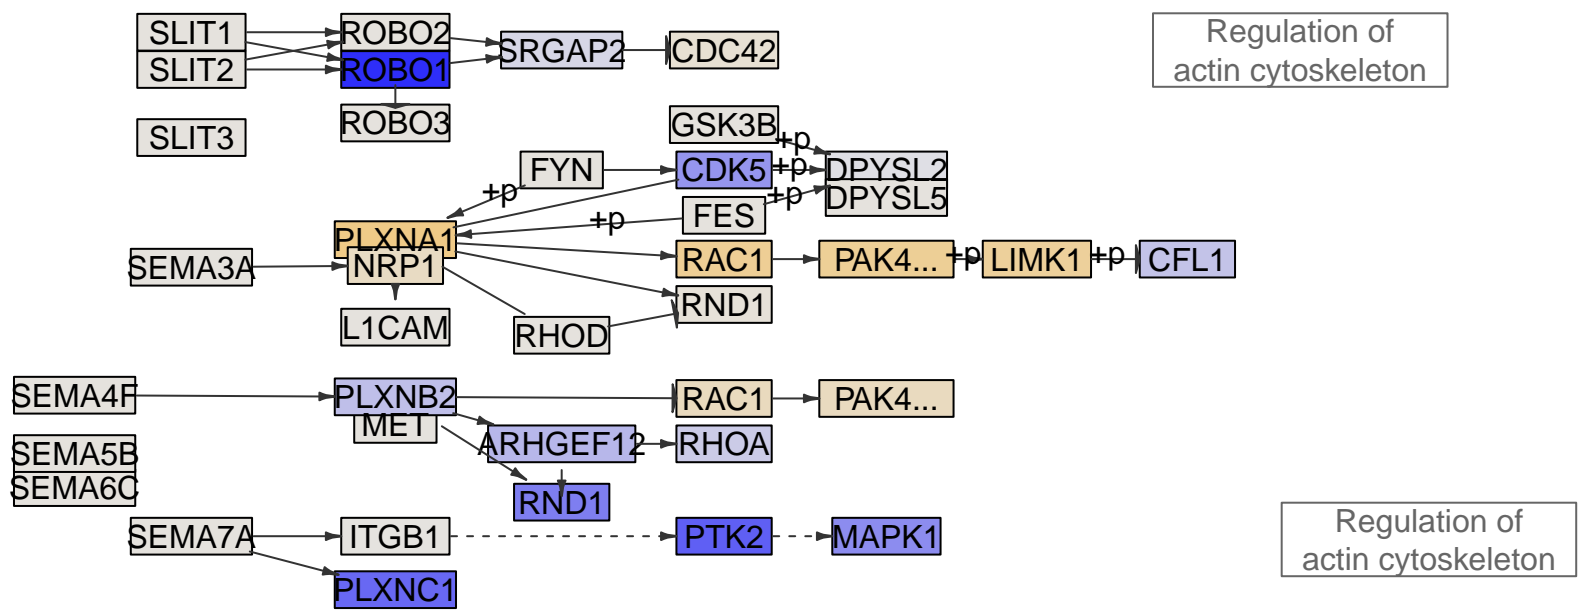 SLIT1
ROBO2
SRGAP2
CDC42
Regulation of
actin cytoskeleton
SLIT2
ROBO1
SLIT3
ROBO3
GSK3B
+p
FYN
CDK5
+p
DPYSL2
+p
FES
+p
DPYSL5
+p
PLXNA1
SEMA3A
NRP1
RAC1
PAK4...
+p
LIMK1
+p
CFL1
L1CAM
RHOD
RND1
SEMA4F
PLXNB2
RAC1
PAK4...
MET
ARHGEF12
RHOA
SEMA5B
SEMA6C
RND1
SEMA7A
ITGB1
PTK2
MAPK1
Regulation of
actin cytoskeleton
PLXNC1